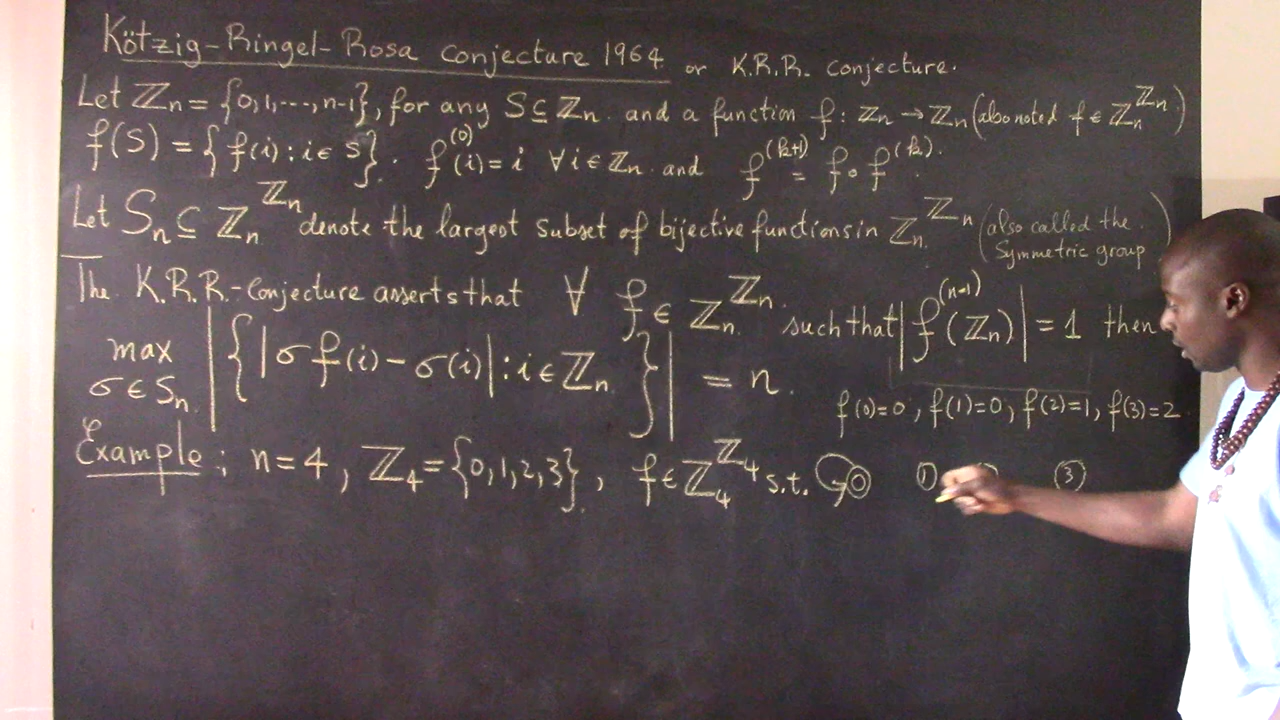 Kötzig-Ringel-Rosa Conjecture 1964 or K.R.R. conjecture.
Let ℤₙ = {0,1,---,n-1}, for any S ⊆ ℤₙ. and a function f: ℤₙ → ℤₙ (also noted f ∈ ℤₙ^ℤₙ)
f(S) = {f(i) : i ∈ S}. f^(0)(i) = i ∀ i ∈ ℤₙ. and f^(k+1) = f ∘ f^(k).
Let Sₙ ⊆ ℤₙ^ℤₙ denote the largest subset of bijective functions in ℤₙ^ℤₙ (also called the Symmetric group)
The K.R.R.-Conjecture asserts that ∀ f ∈ ℤₙ^ℤₙ. such that |f^(n-1)(ℤₙ)| = 1 then
max σ ∈ Sₙ |{|σf(i) - σ(i)| : i ∈ ℤₙ}| = n.
f(0)=0, f(1)=0, f(2)=1, f(3)=2
Example: n=4, ℤ₄ = {0,1,2,3}, f ∈ ℤ₄^ℤ₄ s.t. 0 1 3